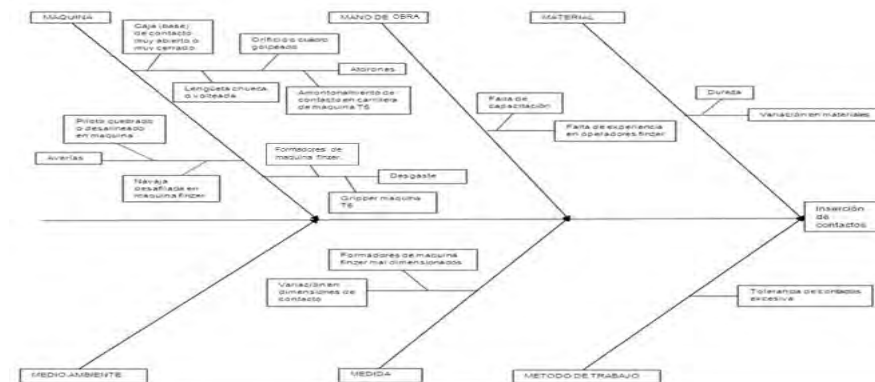 MAQUINA
MANO DE OBRA
MATERIAL
Caja (base)
de contacto
muy abierto o
muy cerrado
Orificio o cuadro
golpeado
Atorones
Lengüeta chueca
o volteada
Amontonamiento de
contacto en carrilera
de maquina T6
Falta de
capacitación
Falta de experiencia
en operadores finzer
Dureza
Variación en materiales
Piloto quebrado
o desalineado
en maquina
Averías
Navaja
desafilada en
maquina finzer
Formadores de
maquina finzer.
Desgaste
Gripper maquina
T6
Inserción
de
contactos
Formadores de maquina
finzer mal dimensionados
Variación en
dimensiones de
contacto
Tolerancia de contactos
excesiva
MEDIO AMBIENTE
MEDIDA
METODO DE TRABAJO